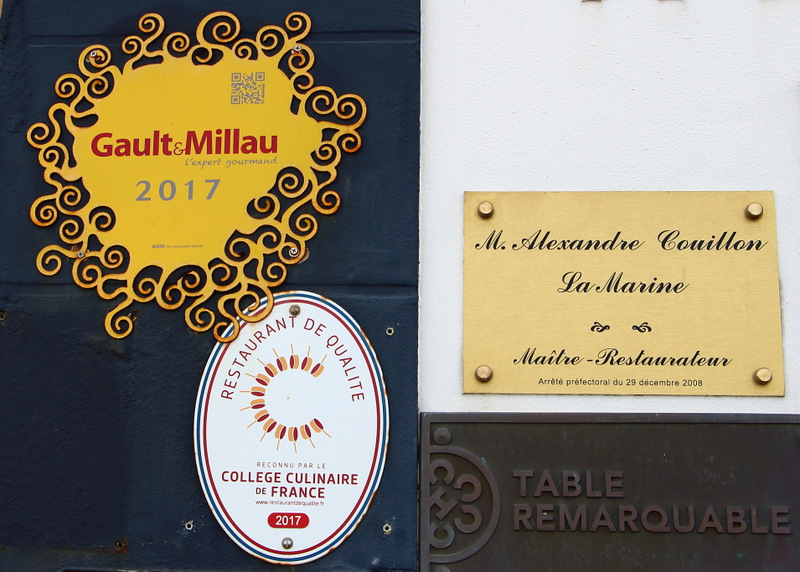 Gault&Millau
l'expert gourmand
2017
RESTAURANT DE QUALITE
RECONNU PAR LE
COLLEGE CULINAIRE
DE FRANCE
www.restaurantdequalite.fr
2017
M. Alexandre Couillon
La Marine
Maître-Restaurateur
Arrêté préfectoral du 29 décembre 2008
TABLE
REMARQUABLE